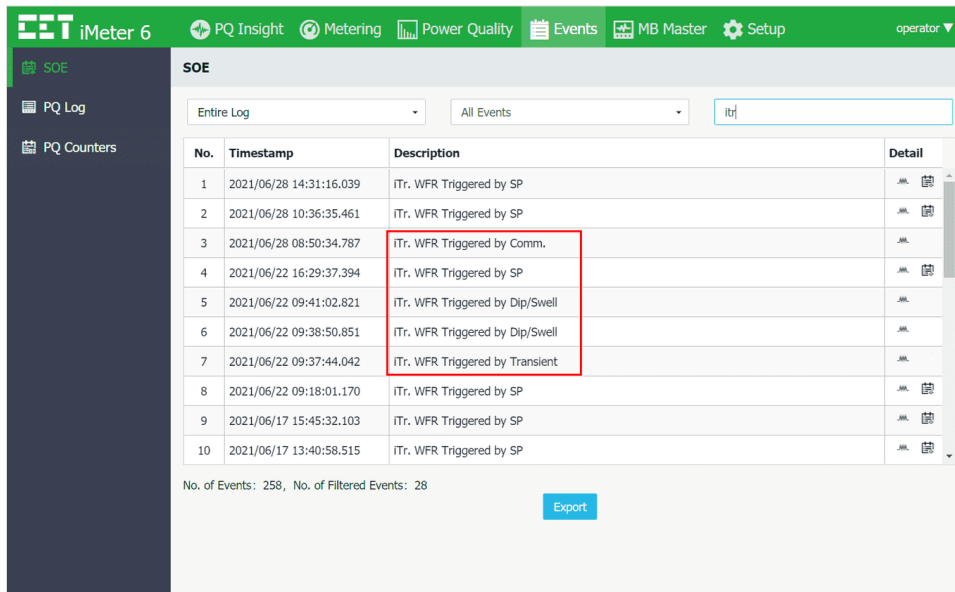 CET iMeter 6 PQ Insight Metering Power Quality Events MB Master Setup operator ▼
SOE
PQ Log
PQ Counters
SOE
Entire Log All Events itr
No. Timestamp Description Detail
1 2021/06/28 14:31:16.039 iTr. WFR Triggered by SP
2 2021/06/28 10:36:35.461 iTr. WFR Triggered by SP
3 2021/06/28 08:50:34.787 iTr. WFR Triggered by Comm.
4 2021/06/22 16:29:37.394 iTr. WFR Triggered by SP
5 2021/06/22 09:41:02.821 iTr. WFR Triggered by Dip/Swell
6 2021/06/22 09:38:50.851 iTr. WFR Triggered by Dip/Swell
7 2021/06/22 09:37:44.042 iTr. WFR Triggered by Transient
8 2021/06/22 09:18:01.170 iTr. WFR Triggered by SP
9 2021/06/17 15:45:32.103 iTr. WFR Triggered by SP
10 2021/06/17 13:40:58.515 iTr. WFR Triggered by SP
No. of Events: 258, No. of Filtered Events: 28
Export